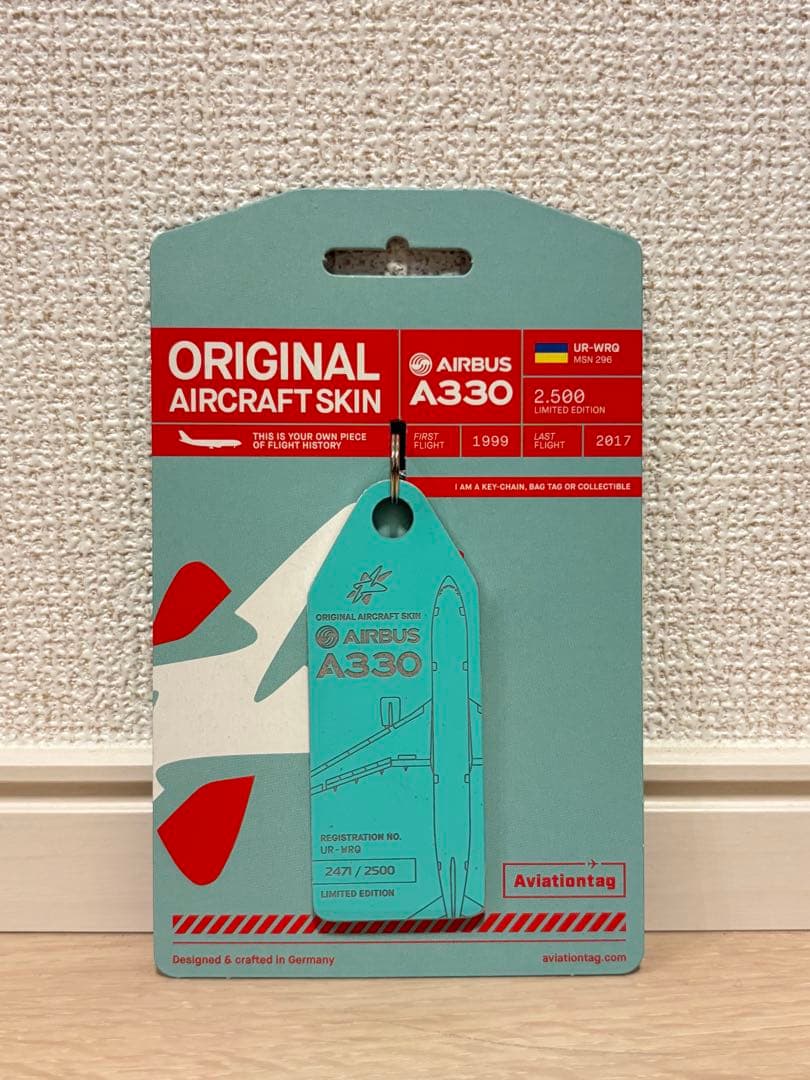 ORIGINAL
AIRCRAFT SKIN
AIRBUS
A330
UR-WRQ
MSN 296
2.500
LIMITED EDITION
THIS IS YOUR OWN PIECE
OF FLIGHT HISTORY
FIRST
FLIGHT
1999
LAST
FLIGHT
2017
I AM A KEY-CHAIN, BAG TAG OR COLLECTIBLE
ORIGINAL AIRCRAFT SKIN
AIRBUS
A330
REGISTRATION NO.
UR-WRQ
2471 / 2500
LIMITED EDITION
Aviationtag
Designed & crafted in Germany
aviationtag.com